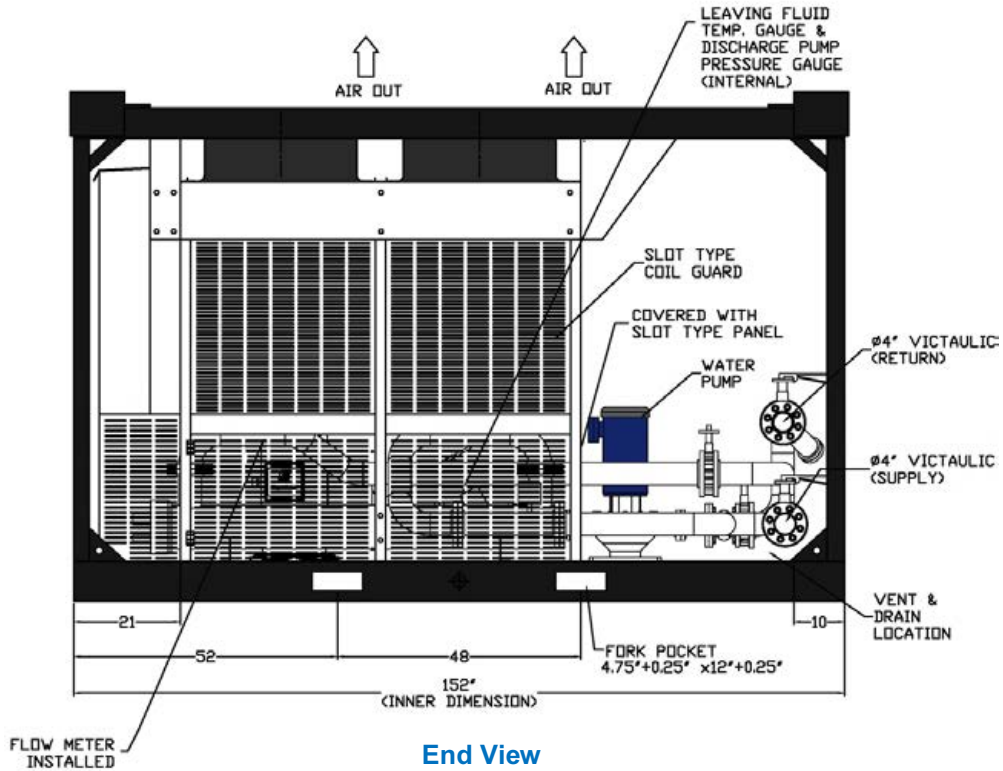 LEAVING FLUID
TEMP. GAUGE &
DISCHARGE PUMP
PRESSURE GAUGE
(INTERNAL)
AIR OUT
AIR OUT
SLOT TYPE
COIL GUARD
COVERED WITH
SLOT TYPE PANEL
WATER
PUMP
ø4" VICTAULIC
(RETURN)
ø4" VICTAULIC
(SUPPLY)
VENT &
DRAIN
LOCATION
21
10
52
48
FORK POCKET
4.75"+0.25" x12"+0.25"
152"
(INNER DIMENSION)
FLOW METER
INSTALLED
End View